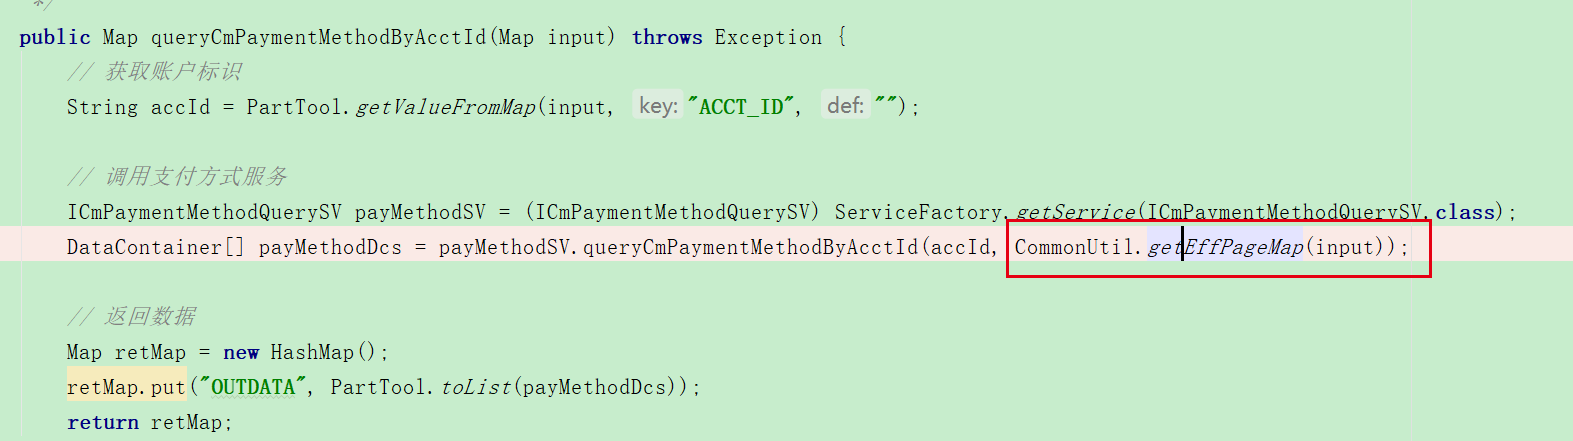 */
public Map queryCmPaymentMethodByAcctId(Map input) throws Exception {
// 获取账户标识
String accId = PartTool.getValueFromMap(input, key: "ACCT_ID", def: "");
// 调用支付方式服务
ICmPaymentMethodQuerySV payMethodSV = (ICmPaymentMethodQuerySV) ServiceFactory.getService(ICmPaymentMethodQuerySV.class);
DataContainer[] payMethodDcs = payMethodSV.queryCmPaymentMethodByAcctId(accId, CommonUtil.getEffPageMap(input));
// 返回数据
Map retMap = new HashMap();
retMap.put("OUTDATA", PartTool.toList(payMethodDcs));
return retMap;